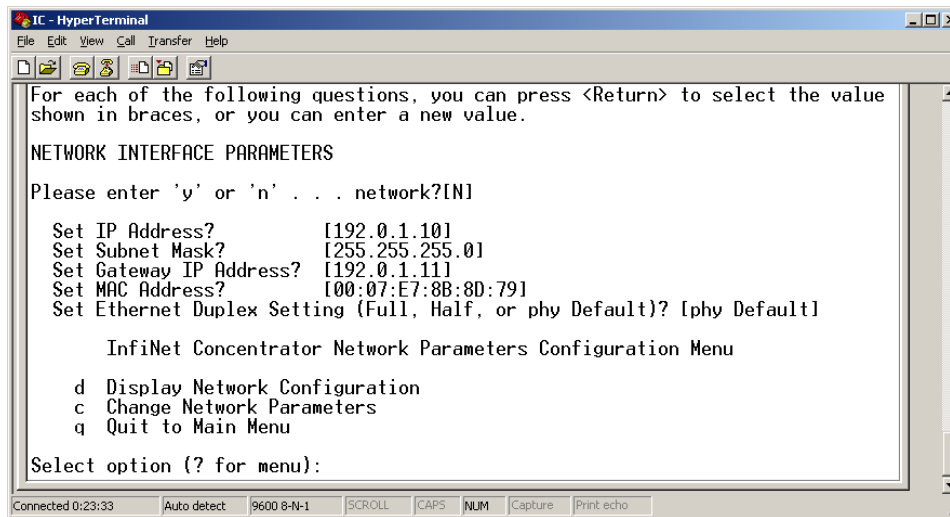 IC - HyperTerminal
File Edit View Call Transfer Help
For each of the following questions, you can press <Return> to select the value
shown in braces, or you can enter a new value.
NETWORK INTERFACE PARAMETERS
Please enter 'y' or 'n' . . . network?[N]
Set IP Address? [192.0.1.10]
Set Subnet Mask? [255.255.255.0]
Set Gateway IP Address? [192.0.1.11]
Set MAC Address? [00:07:E7:8B:8D:79]
Set Ethernet Duplex Setting (Full, Half, or phy Default)? [phy Default]
InfiNet Concentrator Network Parameters Configuration Menu
d Display Network Configuration
c Change Network Parameters
q Quit to Main Menu
Select option (? for menu):
Connected 0:23:33 Auto detect 9600 8-N-1 SCROLL CAPS NUM Capture Print echo